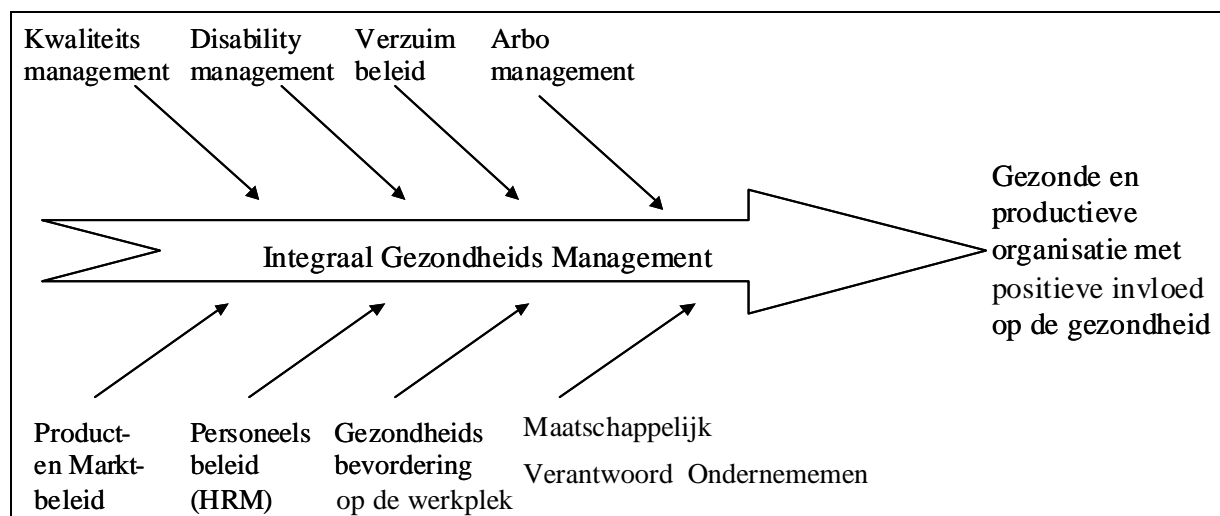 Kwaliteits
management
Disability
management
Verzuim
beleid
Arbo
management
Integraal Gezondheids Management
Gezonde en
productieve
organisatie met
positieve invloed
op de gezondheid
Product-
en Markt-
beleid
Personeels
beleid
(HRM)
Gezondheids
bevordering
op de werkplek
Maatschappelijk
Verantwoord Ondernememen